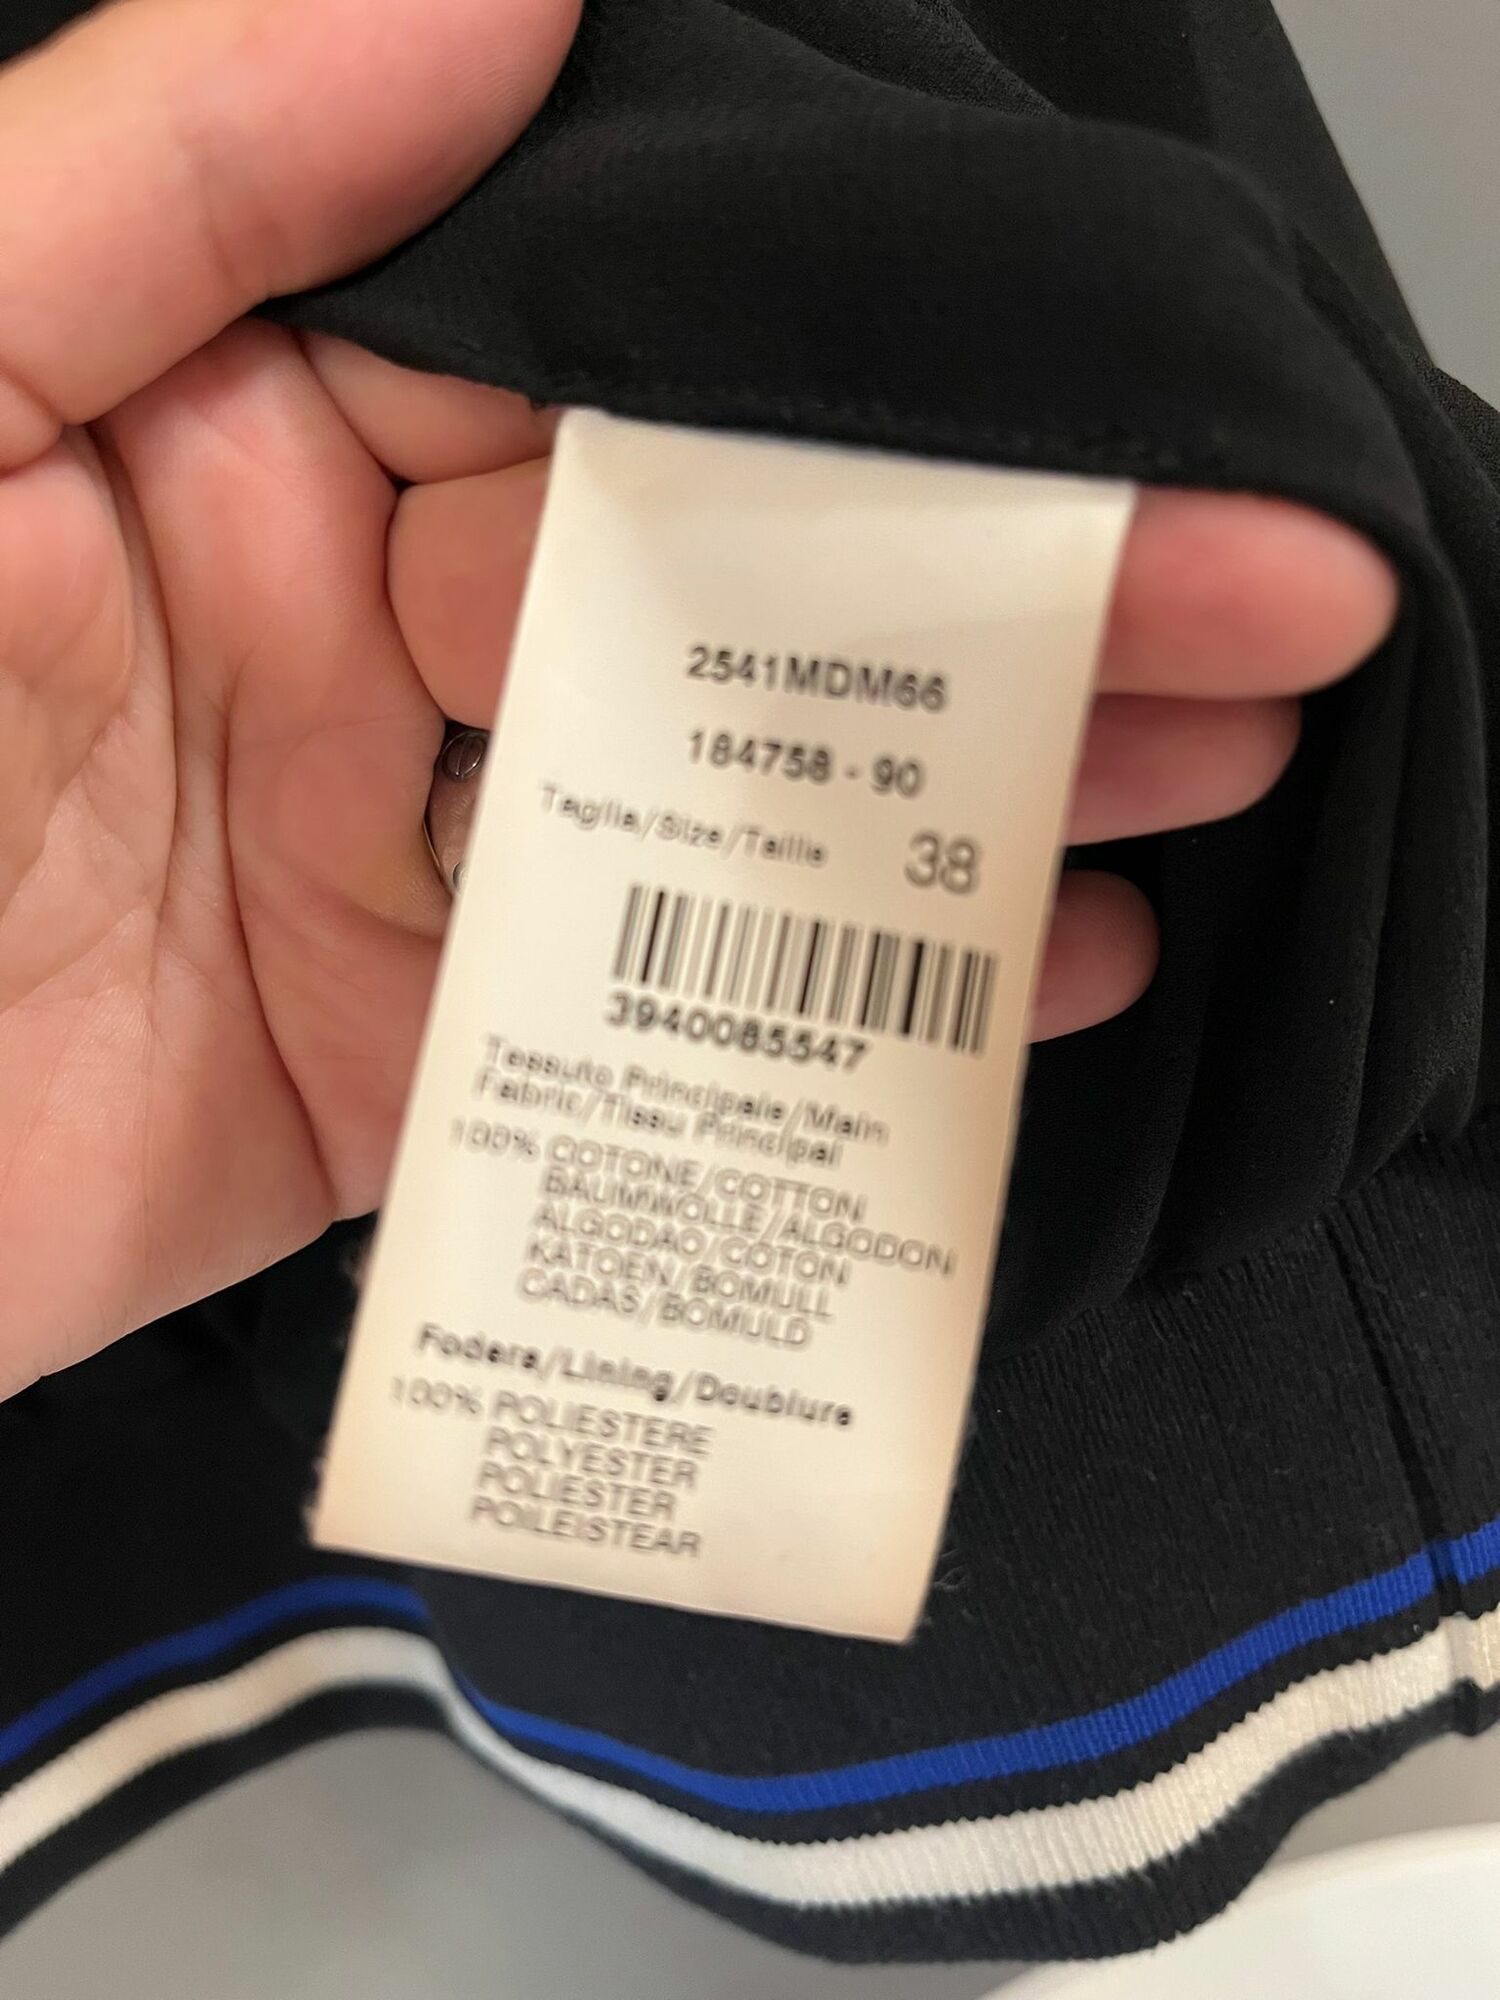 2541MDM66
184758 - 90
Taglia/Size/Taille 38
3940085547
Tessuto Principale/Main
Fabric/Tissu Principal
100% COTONE/COTTON
BAUMWOLLE/ALGODON
ALGODAO/COTON
KATOEN/BOMULL
CADAS/BOMULD
Fodera/Lining/Doublure
100% POLIESTERE
POLYESTER
POLIESTER
POILEISTEAR